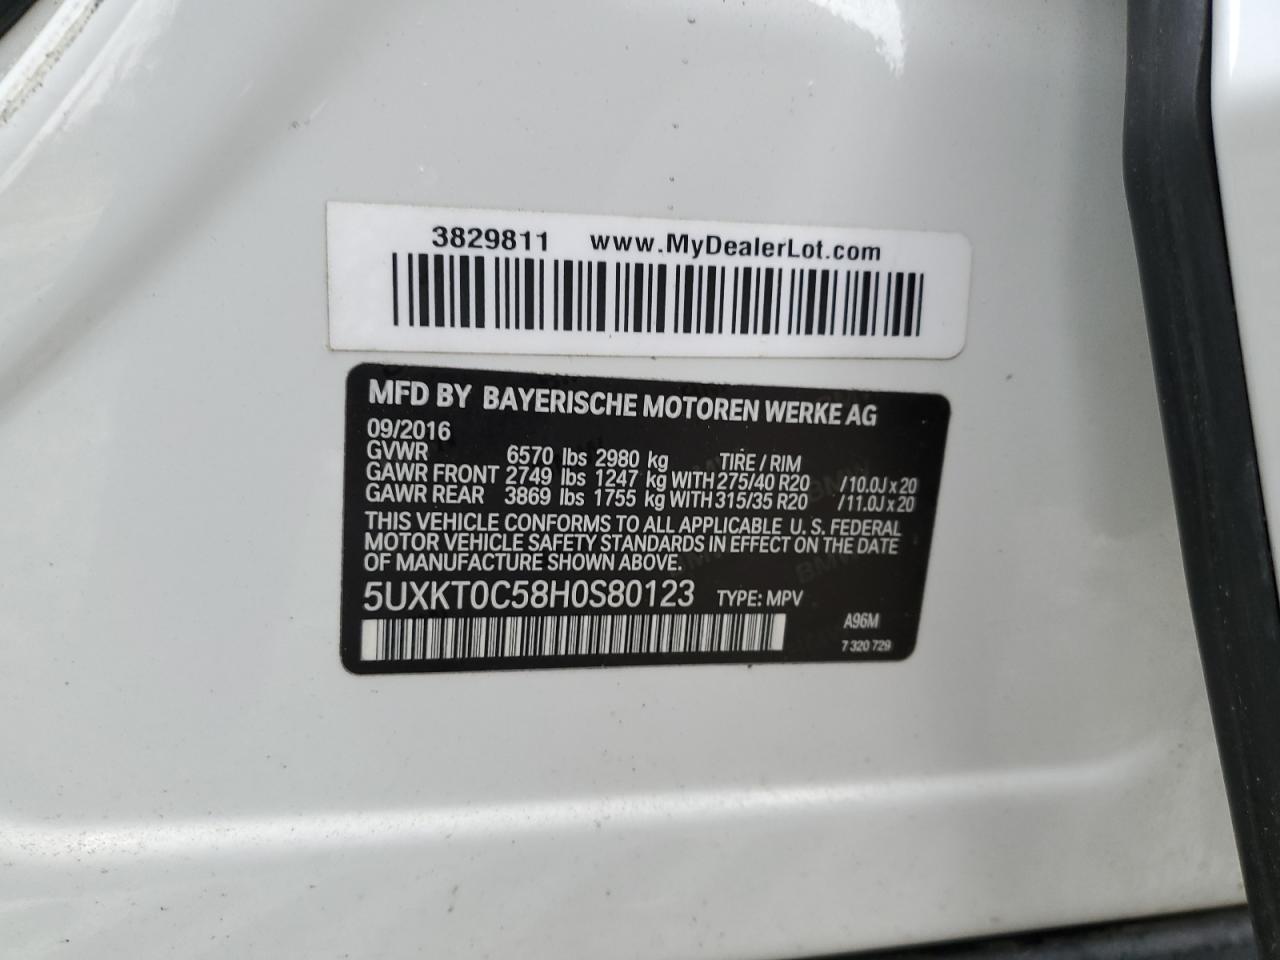 3829811 www.MyDealerLot.com
MFD BY BAYERISCHE MOTOREN WERKE AG
09/2016
GVWR 6570 lbs 2980 kg TIRE / RIM
GAWR FRONT 2749 lbs 1247 kg WITH 275/40 R20 / 10.0J x 20
GAWR REAR 3869 lbs 1755 kg WITH 315/35 R20 / 11.0J x 20
THIS VEHICLE CONFORMS TO ALL APPLICABLE U. S. FEDERAL
MOTOR VEHICLE SAFETY STANDARDS IN EFFECT ON THE DATE
OF MANUFACTURE SHOWN ABOVE.
5UXKT0C58H0S80123 TYPE: MPV
A96M
7 320 729